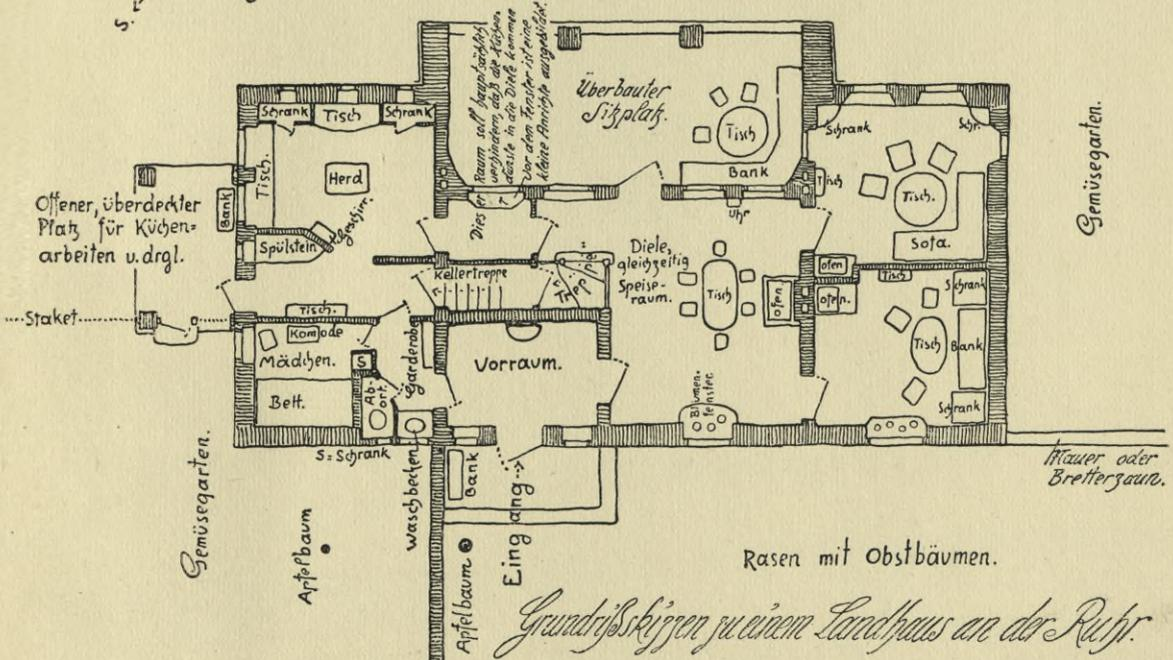 Dieser Raum soll hauptsächlich
verhindern, daß die Küchen=
dünste in die Diele kommen
Vor dem Fenster ist eine
kleine Anrichte ausgebildet.
Überbauter
Sitzplatz.
Tisch
Bank
Schrank
Tisch
Schrank
Tisch.
Herd
Bank
Geschirr.
Spülstein
Offener, überdeckter
Platz für Küchen=
arbeiten u. drgl.
Staket
Tisch.
Kellertreppe
Treppe
Uhr
Diele,
gleichzeitig
Speise-
raum.
Tisch
Ofen.
Tisch
Schrank
Schr.
Tisch.
Sofa.
Ofen
Ofen.
Tisch
Schrank
Tisch
Bank
Schrank
Gemüsegarten.
Komode
Mädchen.
Bett.
S
Ab-
ort.
Garderobe
Vorraum.
Blumen.
fenster.
S = Schrank
Waschbecken
Bank
Eingang
Mauer oder
Bretterzaun.
Gemüsegarten.
Apfelbaum
Apfelbaum
Rasen mit Obstbäumen.
Grundrißskizzen zu einem Landhaus an der Ruhr.